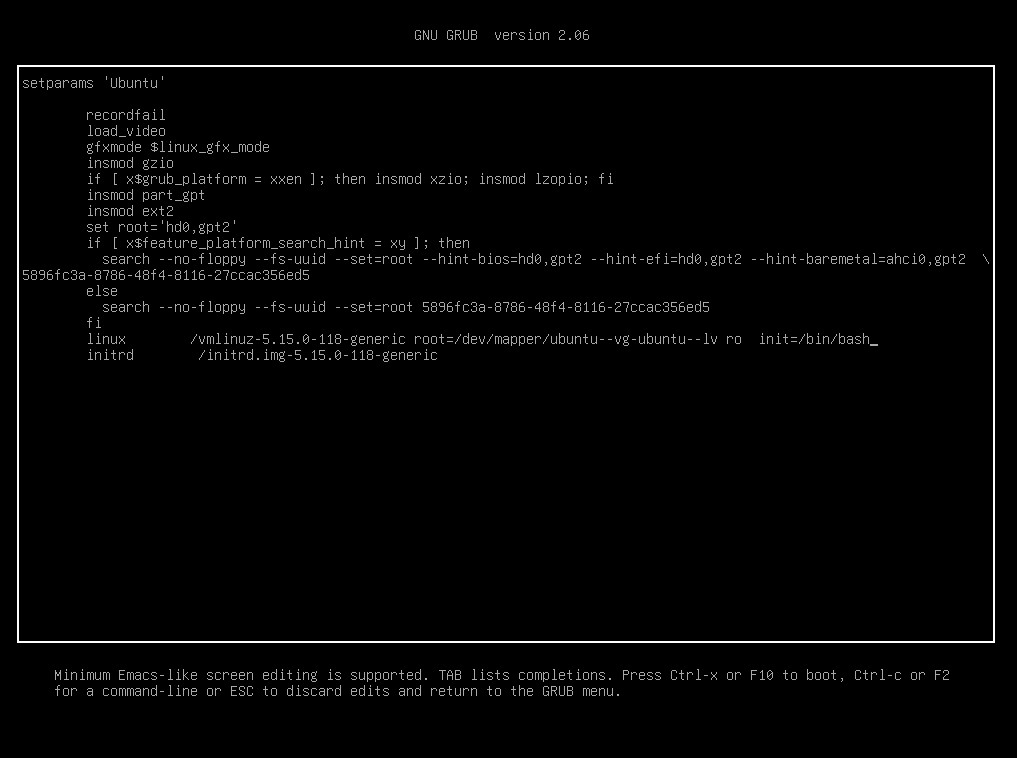 GNU GRUB  version 2.06
setparams 'Ubuntu'
recordfail
load_video
gfxmode $linux_gfx_mode
insmod gzio
if [ x$grub_platform = xxen ]; then insmod xzio; insmod lzopio; fi
insmod part_gpt
insmod ext2
set root='hd0,gpt2'
if [ x$feature_platform_search_hint = xy ]; then
search --no-floppy --fs-uuid --set=root --hint-bios=hd0,gpt2 --hint-efi=hd0,gpt2 --hint-baremetal=ahci0,gpt2  \
5896fc3a-8786-48f4-8116-27ccac356ed5
else
search --no-floppy --fs-uuid --set=root 5896fc3a-8786-48f4-8116-27ccac356ed5
fi
linux        /vmlinuz-5.15.0-118-generic root=/dev/mapper/ubuntu--vg-ubuntu--lv ro  init=/bin/bash_
initrd        /initrd.img-5.15.0-118-generic
Minimum Emacs-like screen editing is supported. TAB lists completions. Press Ctrl-x or F10 to boot, Ctrl-c or F2
for a command-line or ESC to discard edits and return to the GRUB menu.